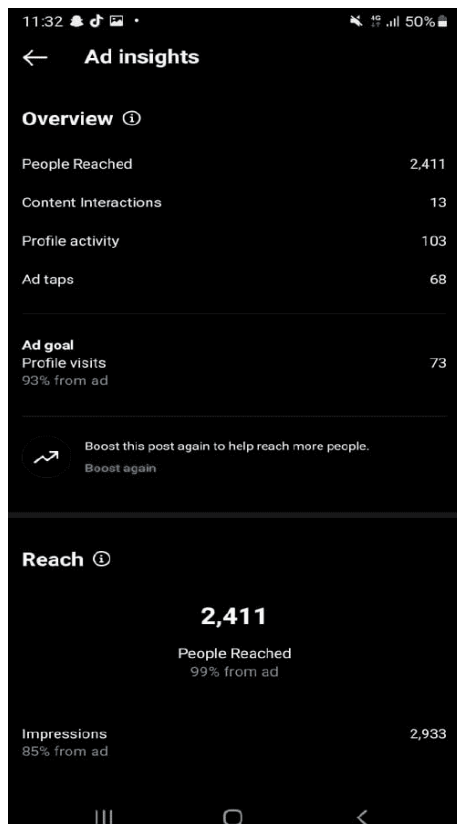 11:32
4G 50%
Ad insights
Overview
People Reached 2,411
Content Interactions 13
Profile activity 103
Ad taps 68
Ad goal
Profile visits 73
93% from ad
Boost this post again to help reach more people.
Boost again
Reach
2,411
People Reached
99% from ad
Impressions 2,933
85% from ad